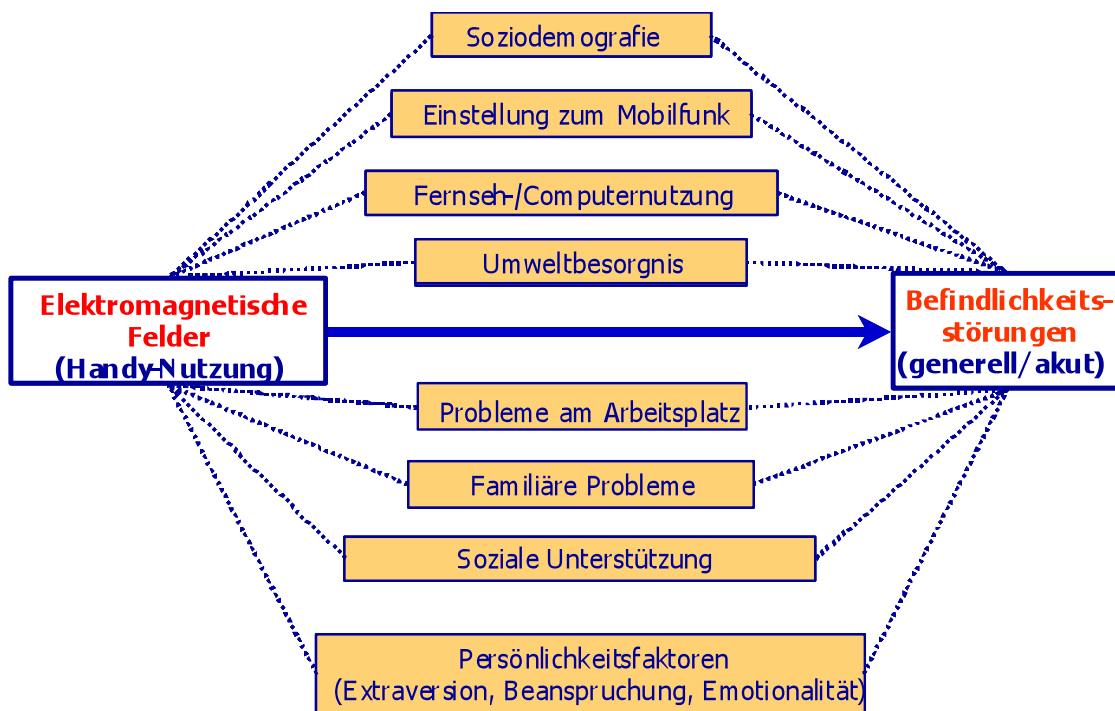 Soziodemografie
Einstellung zum Mobilfunk
Fernseh-/Computernutzung
Umweltbesorgnis
Elektromagnetische
Felder
(Handy-Nutzung)
Befindlichkeits-
störungen
(generell/akut)
Probleme am Arbeitsplatz
Familiäre Probleme
Soziale Unterstützung
Persönlichkeitsfaktoren
(Extraversion, Beanspruchung, Emotionalität)